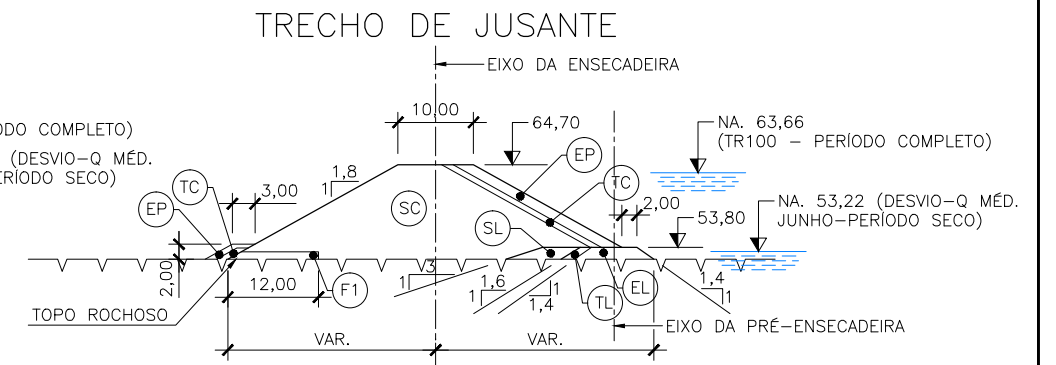 TRECHO DE JUSANTE
EIXO DA ENSECADEIRA
ODO COMPLETO)
(DESVIO-Q MÉD.
ERÍODO SECO)
10,00
64,70
NA. 63,66
(TR100 - PERÍODO COMPLETO)
EP
TC
3,00
1,8
1
SC
EP
TC
2,00
53,80
NA. 53,22 (DESVIO-Q MÉD.
JUNHO-PERÍODO SECO)
SL
2,00
12,00
F1
3
1
1,6
1
1
1,4
TL
EL
1,4
1
TOPO ROCHOSO
VAR.
VAR.
EIXO DA PRÉ-ENSECADEIRA